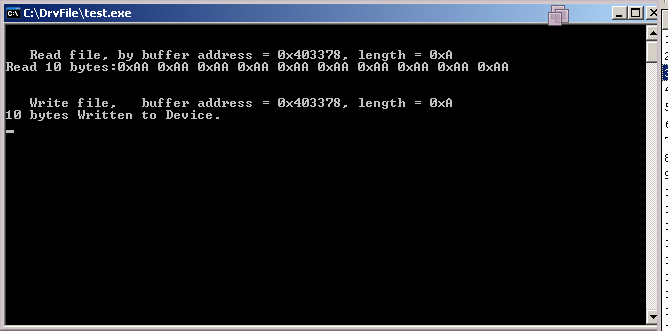 C:\DrvFile\test.exe
Read file, by buffer address = 0x403378, length = 0xA
Read 10 bytes:0xAA 0xAA 0xAA 0xAA 0xAA 0xAA 0xAA 0xAA 0xAA 0xAA
Write file, buffer address = 0x403378, length = 0xA
10 bytes Written to Device.